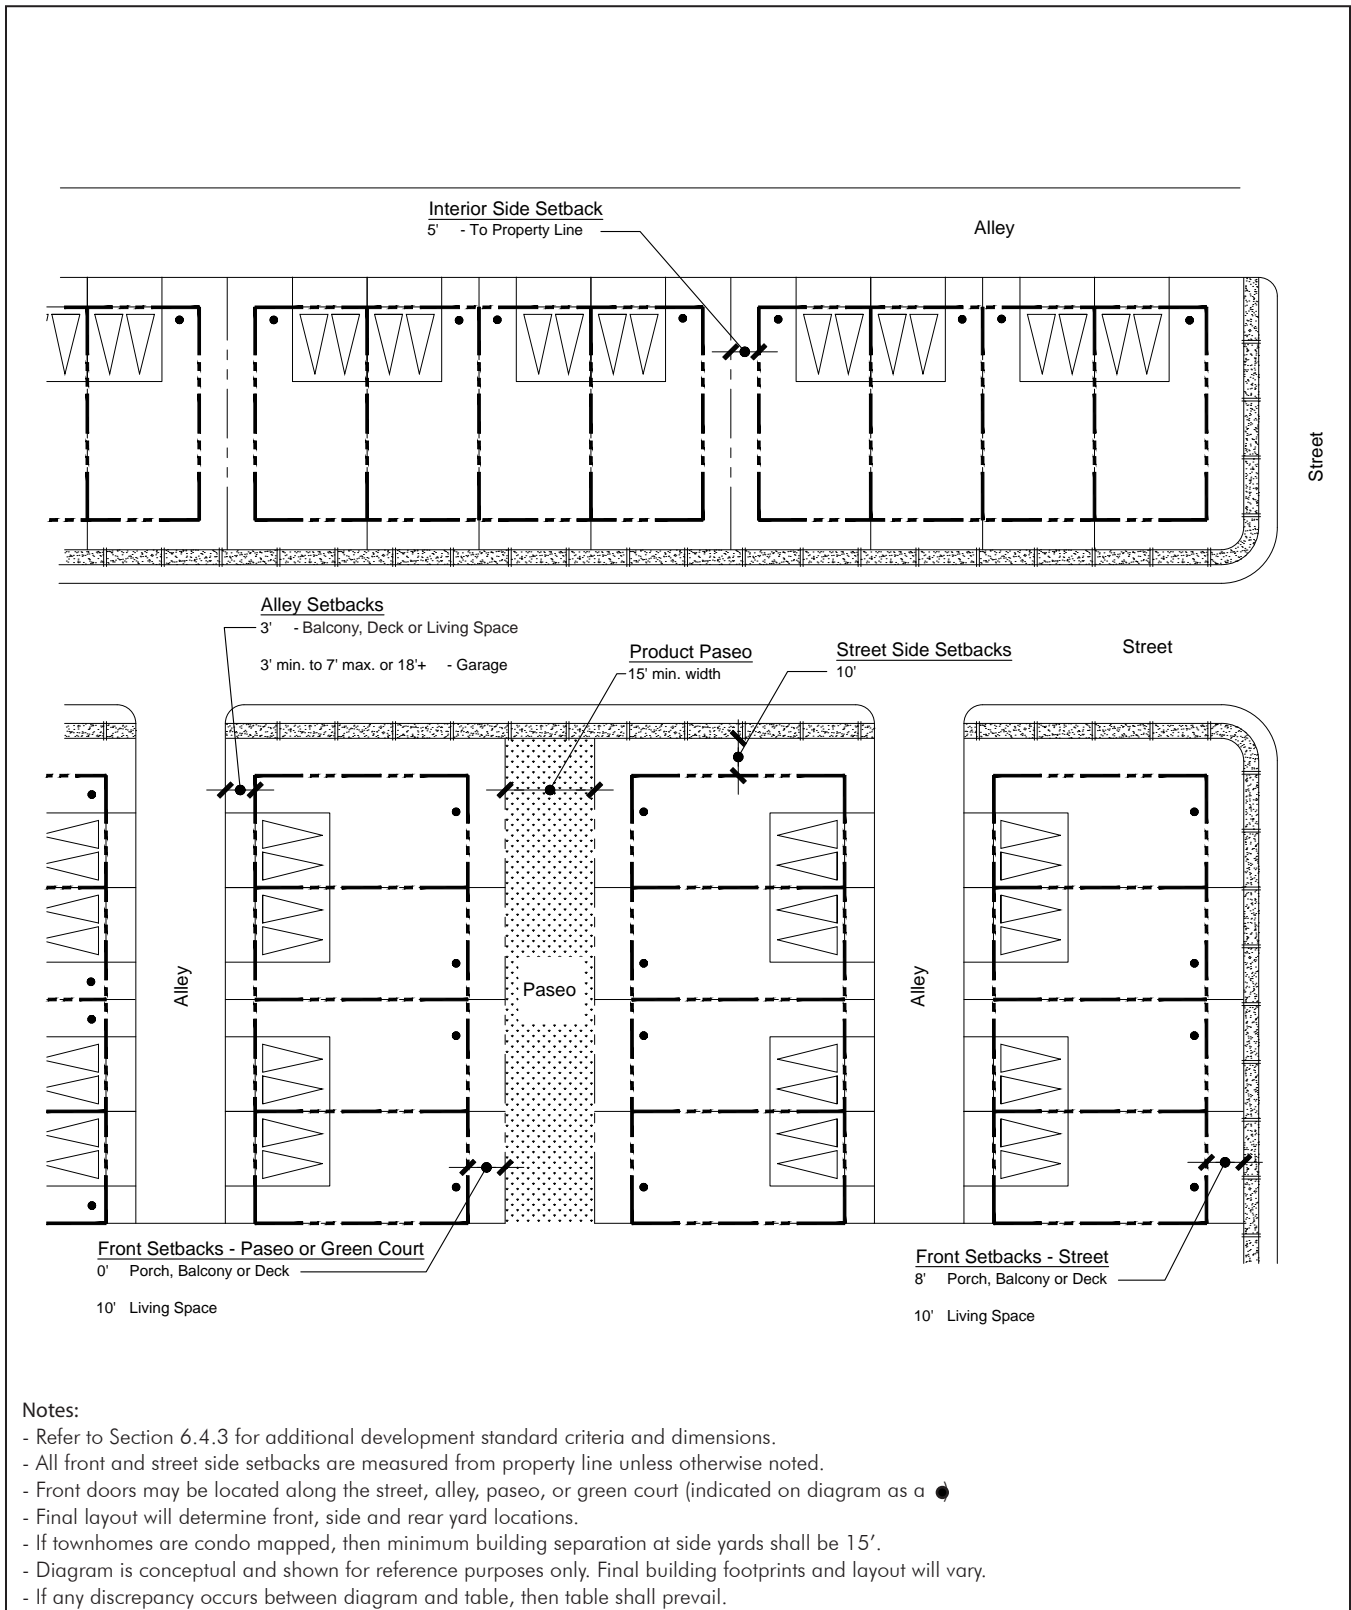 Interior Side Setback
5' - To Property Line
Alley
Street
Alley Setbacks
3' - Balcony, Deck or Living Space
3' min. to 7' max. or 18'+ - Garage
Product Paseo
15' min. width
Street Side Setbacks
10'
Street
Alley
Paseo
Alley
Front Setbacks - Paseo or Green Court
0' Porch, Balcony or Deck
10' Living Space
Front Setbacks - Street
8' Porch, Balcony or Deck
10' Living Space
Notes:
- Refer to Section 6.4.3 for additional development standard criteria and dimensions.
- All front and street side setbacks are measured from property line unless otherwise noted.
- Front doors may be located along the street, alley, paseo, or green court (indicated on diagram as a ●)
- Final layout will determine front, side and rear yard locations.
- If townhomes are condo mapped, then minimum building separation at side yards shall be 15'.
- Diagram is conceptual and shown for reference purposes only. Final building footprints and layout will vary.
- If any discrepancy occurs between diagram and table, then table shall prevail.